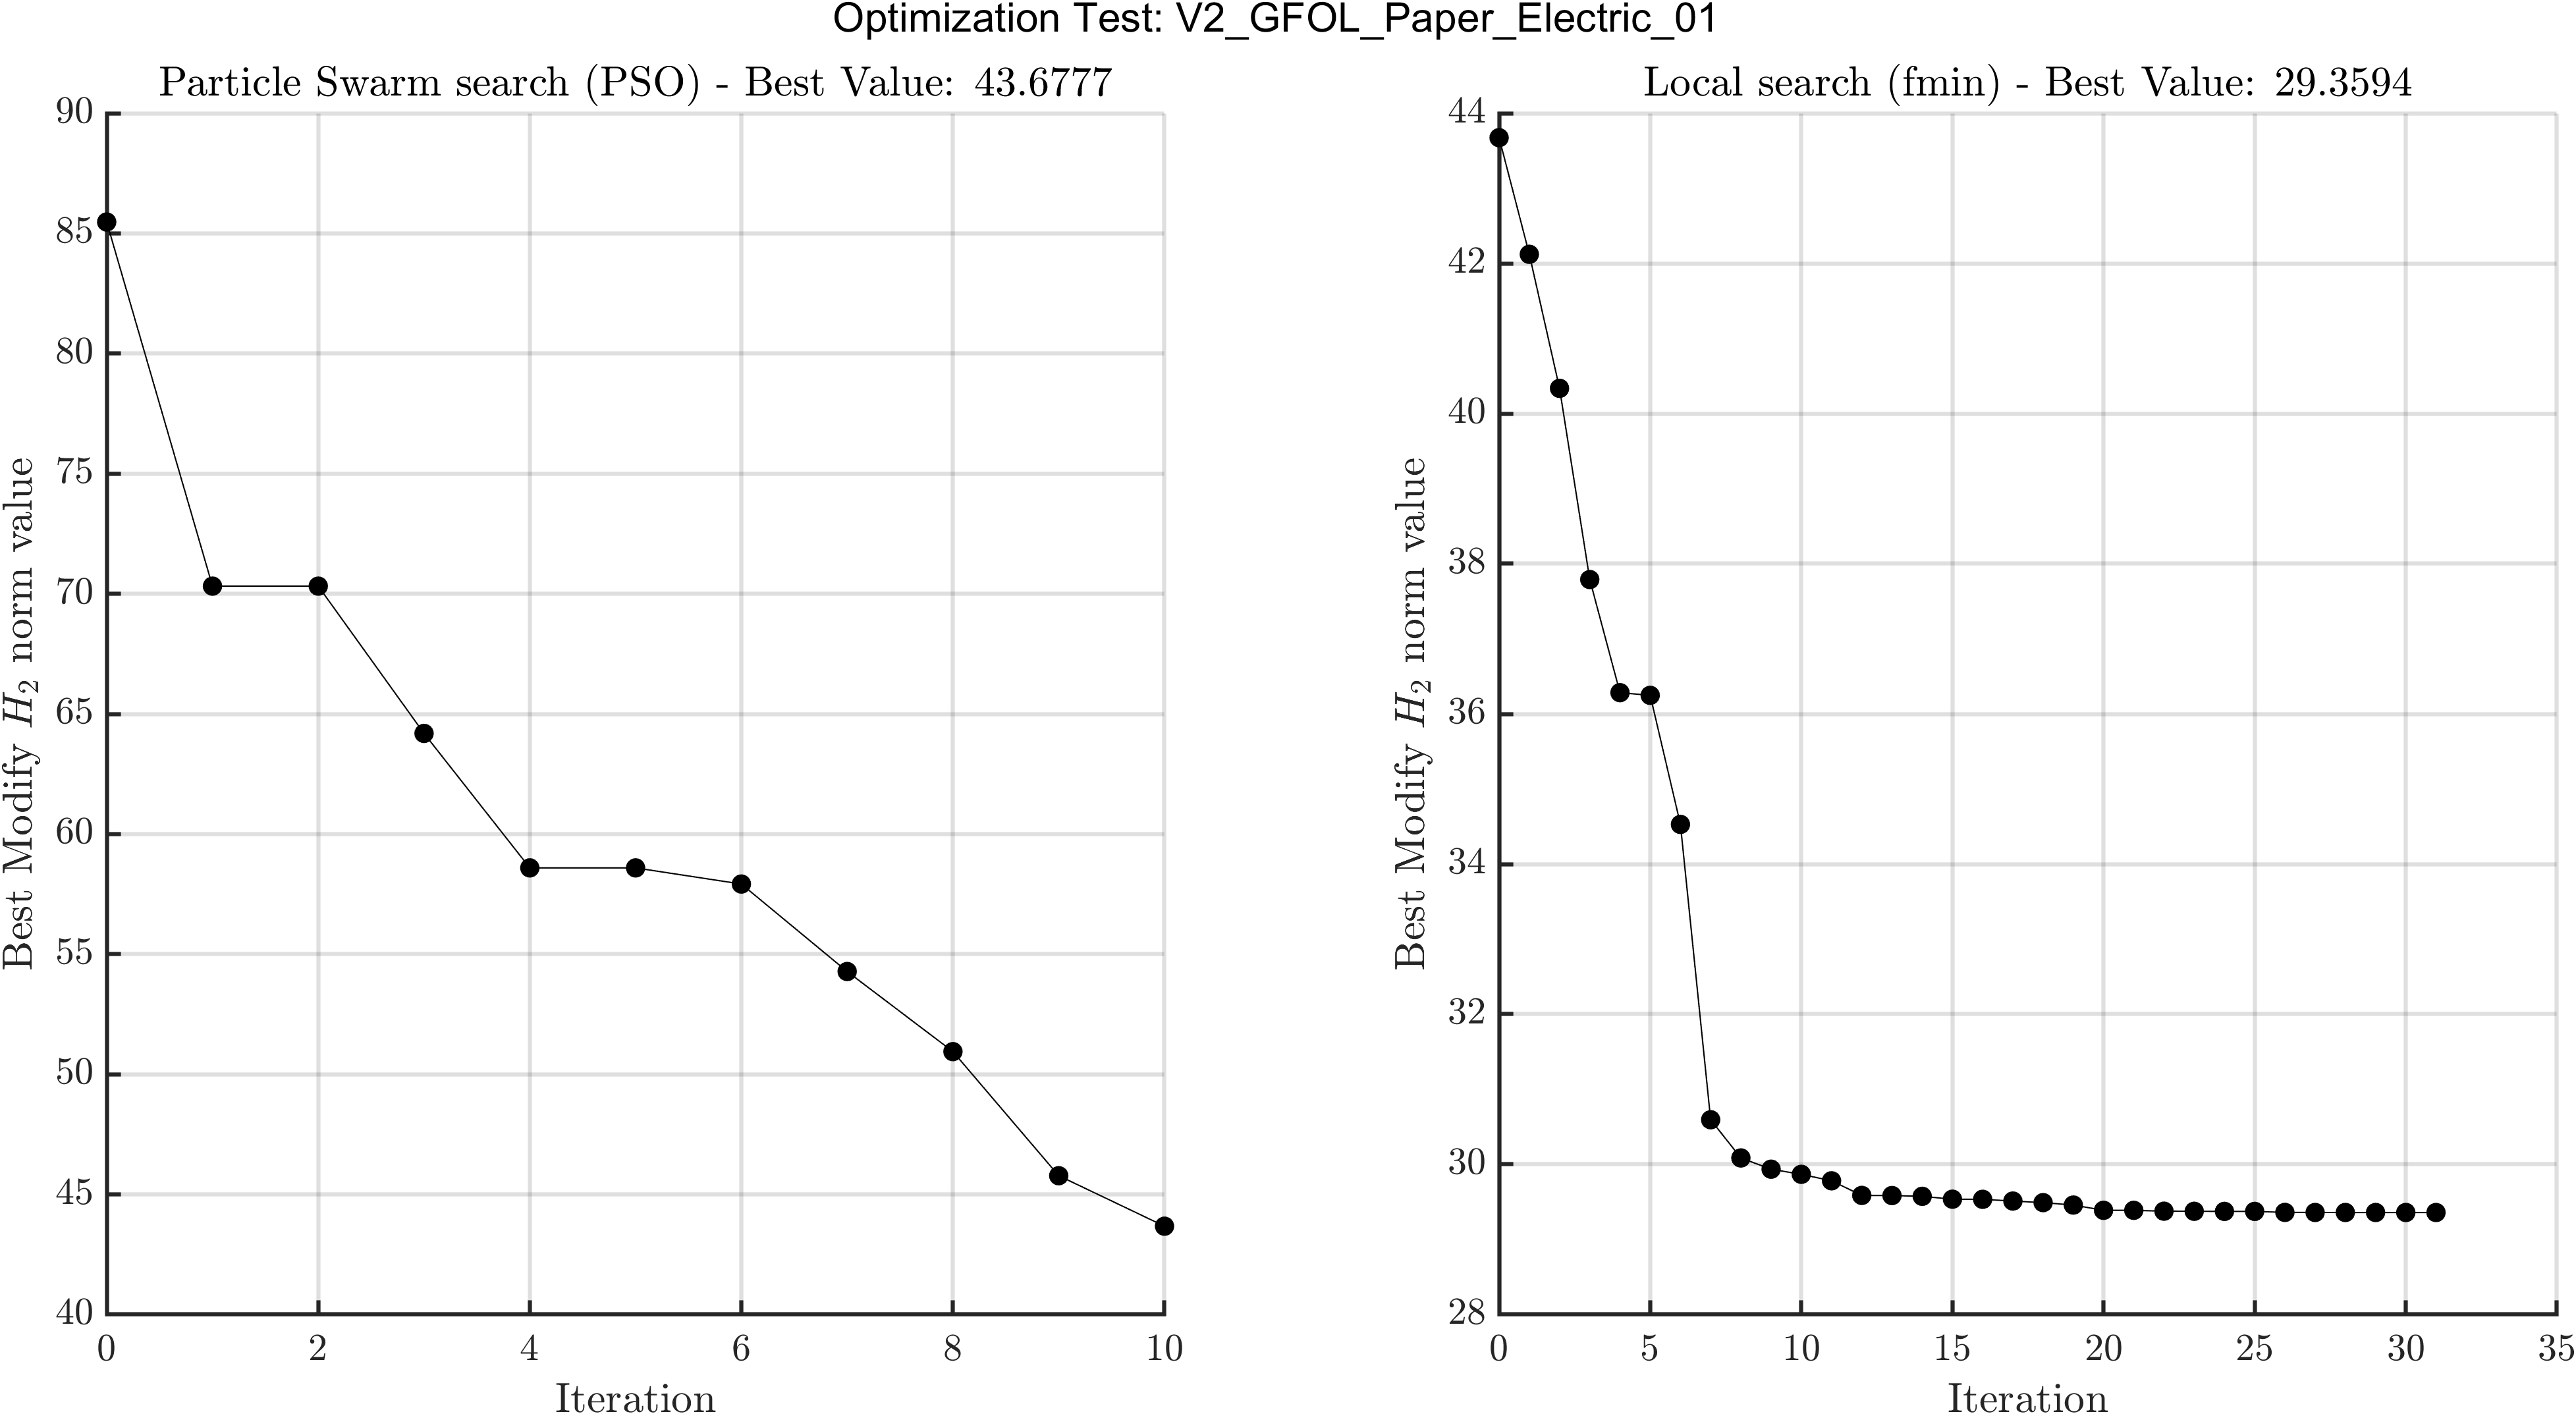 Optimization Test: V2_GFOL_Paper_Electric_01
Particle Swarm search (PSO) - Best Value: 43.6777
90
85
80
75
70
65
60
55
50
45
40
Best Modify H2 norm value
0 2 4 6 8 10
Iteration
Local search (fmin) - Best Value: 29.3594
44
42
40
38
36
34
32
30
28
Best Modify H2 norm value
0 5 10 15 20 25 30 35
Iteration